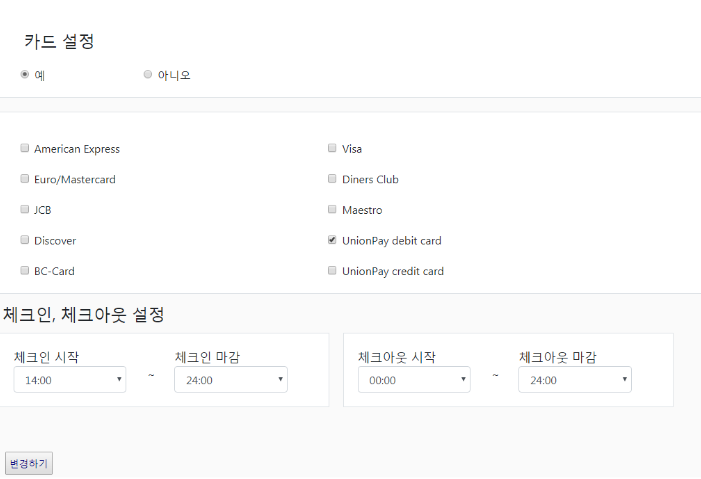 카드 설정
예 아니오
American Express Visa
Euro/Mastercard Diners Club
JCB Maestro
Discover UnionPay debit card
BC-Card UnionPay credit card
체크인, 체크아웃 설정
체크인 시작 체크인 마감 체크아웃 시작 체크아웃 마감
14:00 ~ 24:00 00:00 ~ 24:00
변경하기